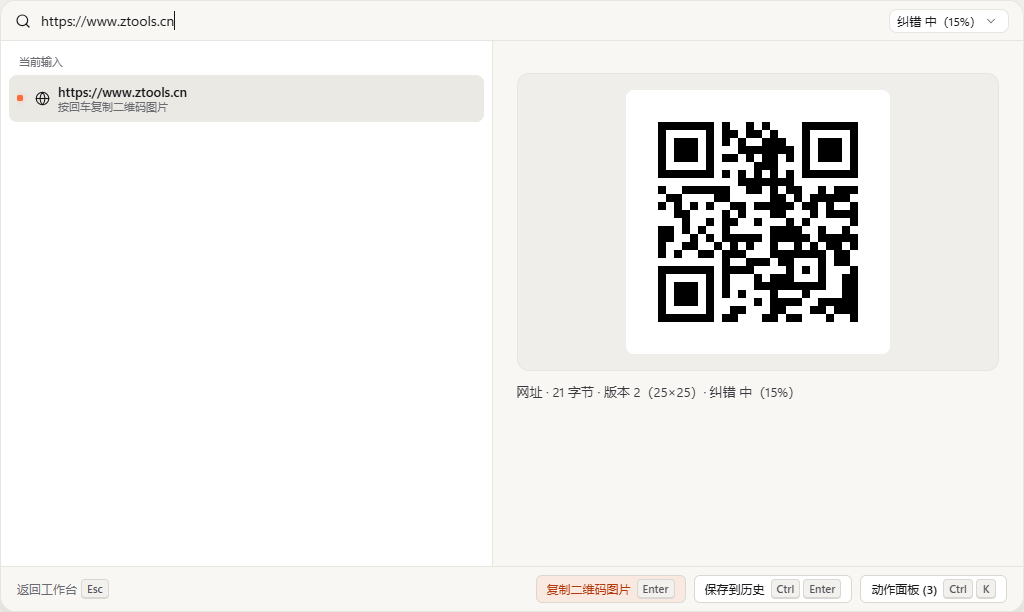 https://www.ztools.cn
纠错 中（15%）
当前输入
https://www.ztools.cn
按回车复制二维码图片
网址 · 21 字节 · 版本 2（25×25）· 纠错 中（15%）
返回工作台 Esc
复制二维码图片 Enter
保存到历史 Ctrl Enter
动作面板 (3) Ctrl K